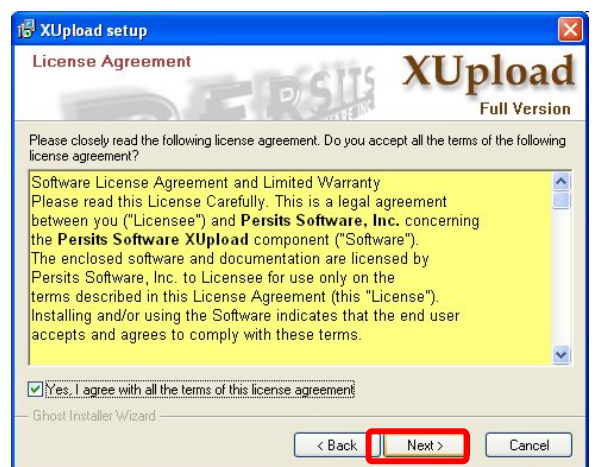 XUpload setup
License Agreement
PERSITS
XUpload
Full Version
Please closely read the following license agreement. Do you accept all the terms of the following
license agreement?
Software License Agreement and Limited Warranty
Please read this License Carefully. This is a legal agreement
between you ("Licensee") and Persits Software, Inc. concerning
the Persits Software XUpload component ("Software").
The enclosed software and documentation are licensed by
Persits Software, Inc. to Licensee for use only on the
terms described in this License Agreement (this "License").
Installing and/or using the Software indicates that the end user
accepts and agrees to comply with these terms.
Yes, I agree with all the terms of this license agreement
Ghost Installer Wizard
< Back
Next >
Cancel